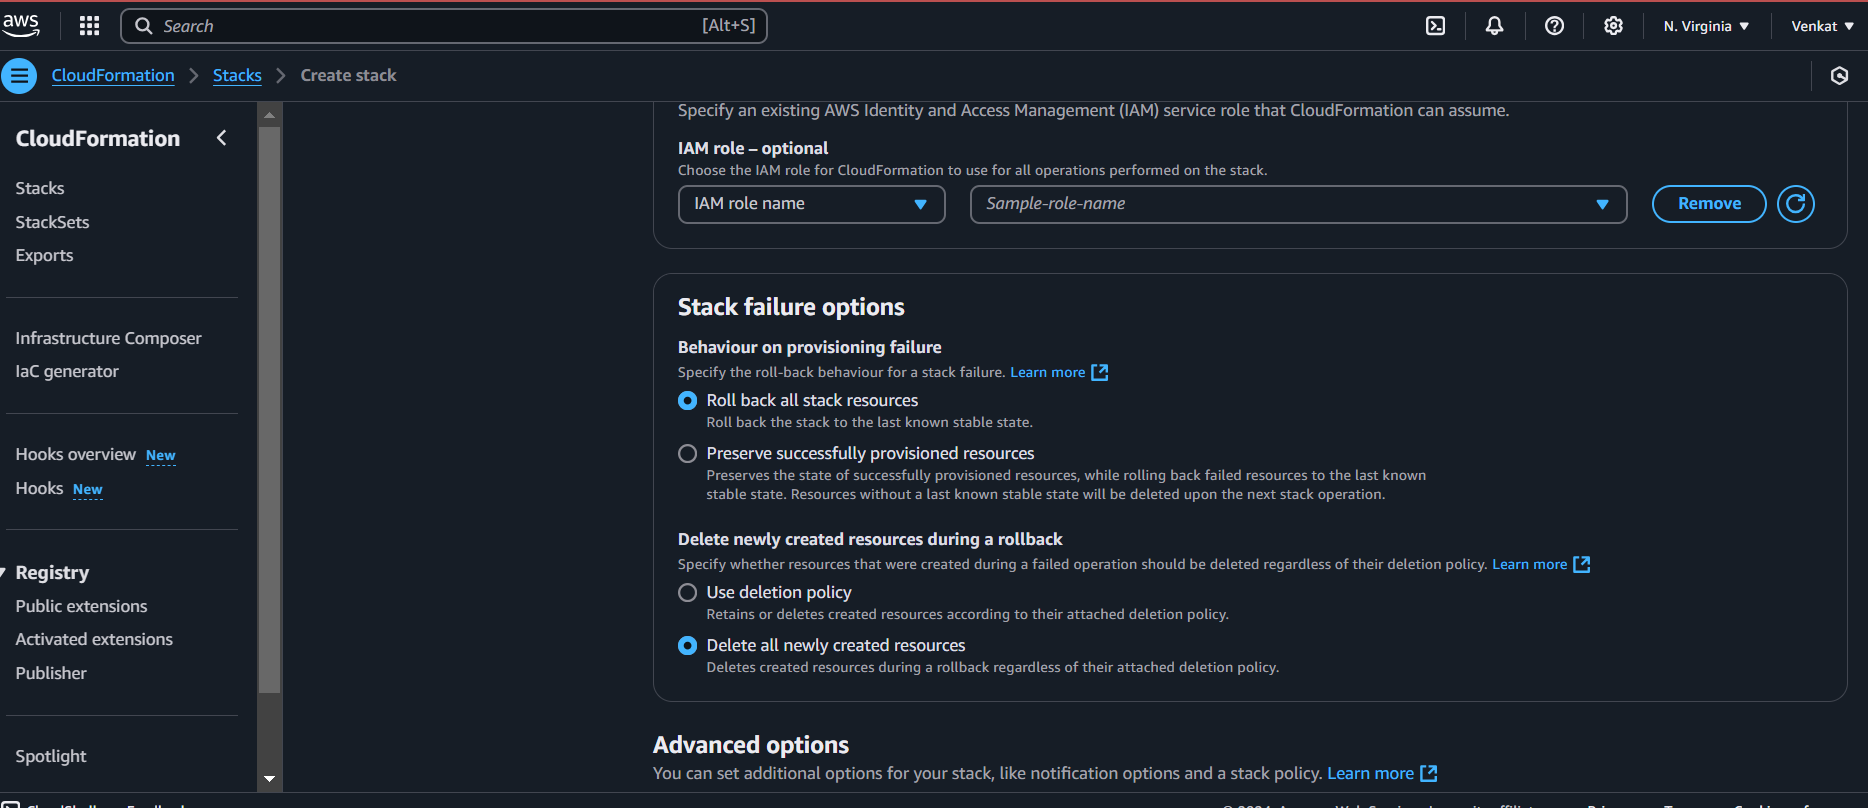 aws
Search
[Alt+S]
N. Virginia
Venkat
CloudFormation
Stacks
Create stack
CloudFormation
Stacks
StackSets
Exports
Infrastructure Composer
IaC generator
Hooks overview New
Hooks New
Registry
Public extensions
Activated extensions
Publisher
Spotlight
Specify an existing AWS Identity and Access Management (IAM) service role that CloudFormation can assume.
IAM role – optional
Choose the IAM role for CloudFormation to use for all operations performed on the stack.
IAM role name
Sample-role-name
Remove
Stack failure options
Behaviour on provisioning failure
Specify the roll-back behaviour for a stack failure. Learn more
Roll back all stack resources
Roll back the stack to the last known stable state.
Preserve successfully provisioned resources
Preserves the state of successfully provisioned resources, while rolling back failed resources to the last known
stable state. Resources without a last known stable state will be deleted upon the next stack operation.
Delete newly created resources during a rollback
Specify whether resources that were created during a failed operation should be deleted regardless of their deletion policy. Learn more
Use deletion policy
Retains or deletes created resources according to their attached deletion policy.
Delete all newly created resources
Deletes created resources during a rollback regardless of their attached deletion policy.
Advanced options
You can set additional options for your stack, like notification options and a stack policy. Learn more